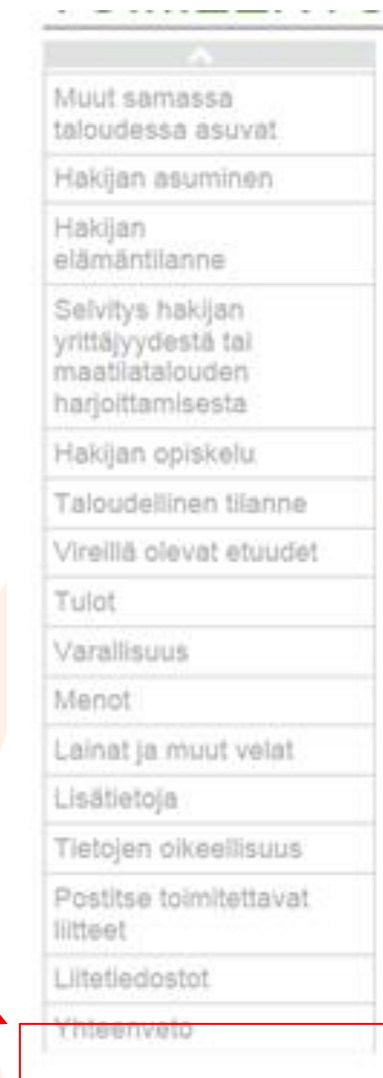 Muut samassa
taloudessa asuvat
Hakijan asuminen
Hakijan
elämäntilanne
Selvitys hakijan
yrittäjyydestä tai
maatilatalouden
harjoittamisesta
Hakijan opiskelu
Taloudellinen tilanne
Vireillä olevat etuudet
Tulot
Varallisuus
Menot
Lainat ja muut velat
Lisätietoja
Tietojen oikeellisuus
Postitse toimitettavat
liitteet
Liitetiedostot
Yhteenveto